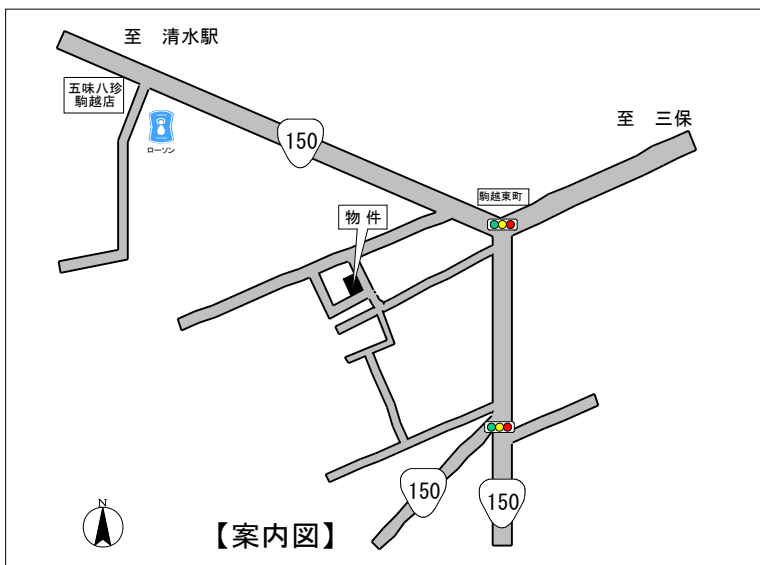 至　清水駅
五味八珍
駒越店
ローソン
150
至　三保
駒越東町
物 件
150
150
N
【案内図】